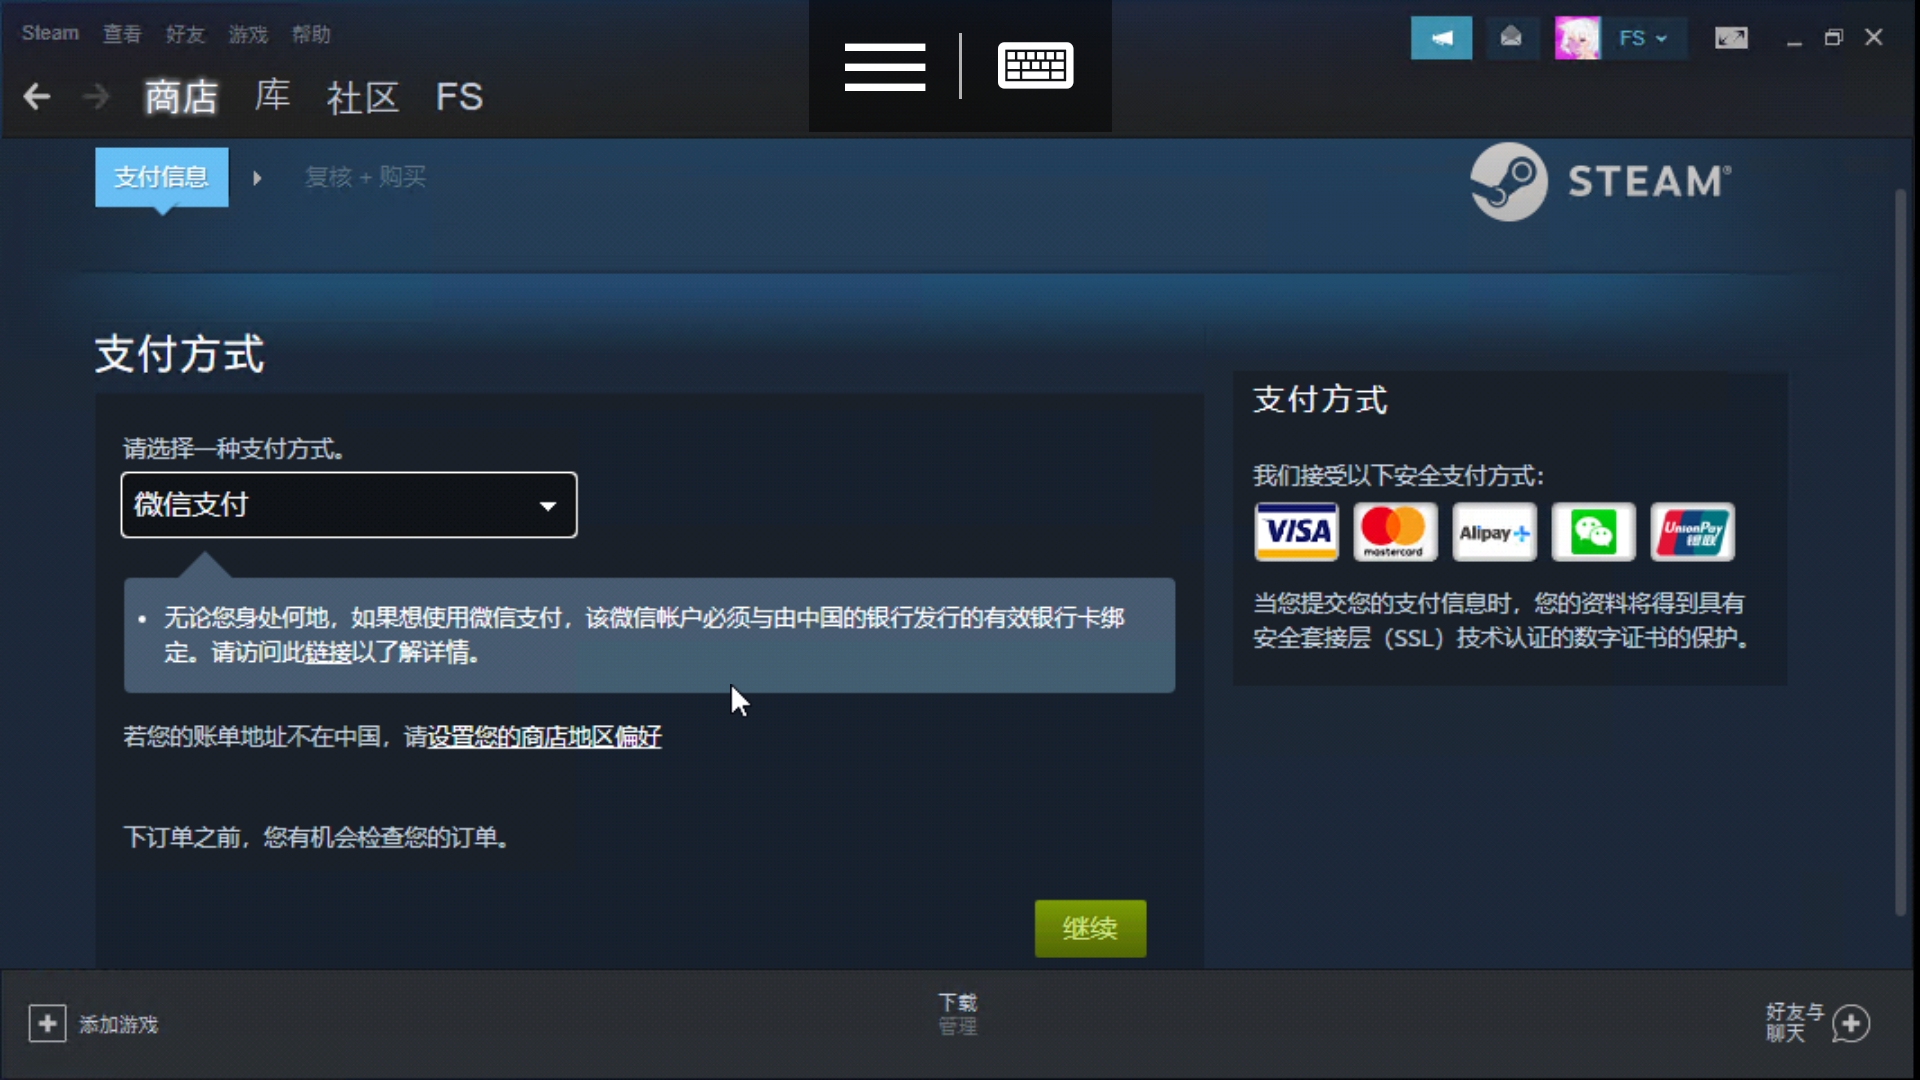 Steam 查看 好友 游戏 帮助
FS
商店 库 社区 FS
支付信息 复核 + 购买
STEAM®
支付方式
请选择一种支付方式。
微信支付
无论您身处何地，如果想使用微信支付，该微信帐户必须与由中国的银行发行的有效银行卡绑
定。请访问此链接以了解详情。
若您的账单地址不在中国，请设置您的商店地区偏好
下订单之前，您有机会检查您的订单。
继续
支付方式
我们接受以下安全支付方式：
VISA mastercard Alipay+ UnionPay 银联
当您提交您的支付信息时，您的资料将得到具有
安全套接层（SSL）技术认证的数字证书的保护。
添加游戏
下载
管理
好友与
聊天